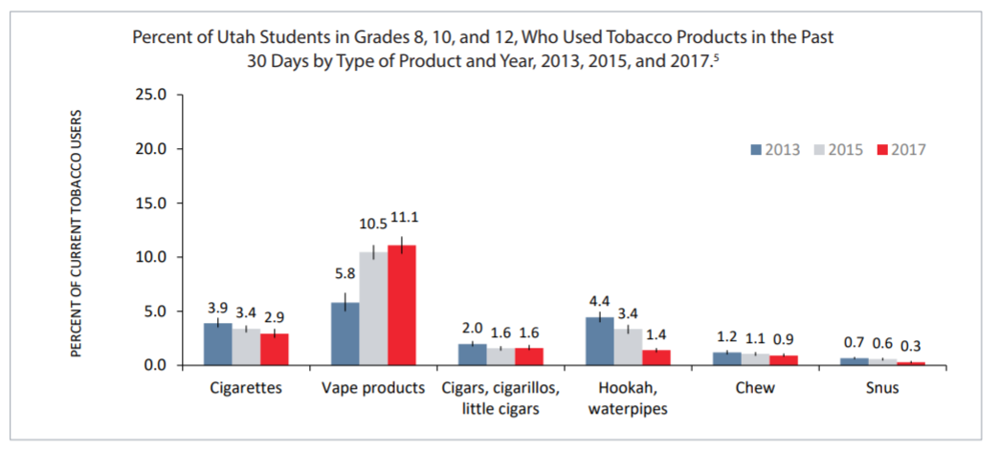 Percent of Utah Students in Grades 8, 10, and 12, Who Used Tobacco Products in the Past
30 Days by Type of Product and Year, 2013, 2015, and 2017.⁵
PERCENT OF CURRENT TOBACCO USERS
25.0
20.0
15.0
10.0
5.0
0.0
2013 2015 2017
3.9 3.4 2.9
5.8 10.5 11.1
2.0 1.6 1.6
4.4 3.4 1.4
1.2 1.1 0.9
0.7 0.6 0.3
Cigarettes
Vape products
Cigars, cigarillos,
little cigars
Hookah,
waterpipes
Chew
Snus